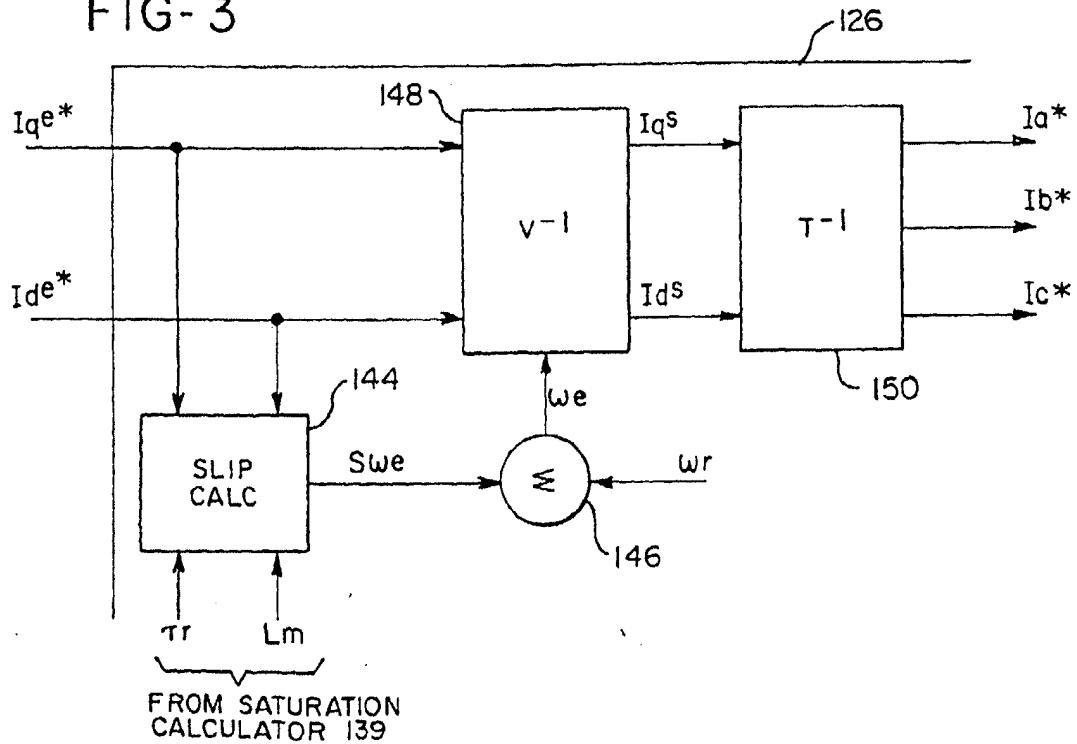 FIG-3
126
148
Iqe*
Iqs
Ia*
V-1
T-1
Ib*
Ide*
Ids
Ic*
144
ωe
150
SLIP
CALC
Sωe
Σ
ωr
146
τr
Lm
FROM SATURATION
CALCULATOR 139